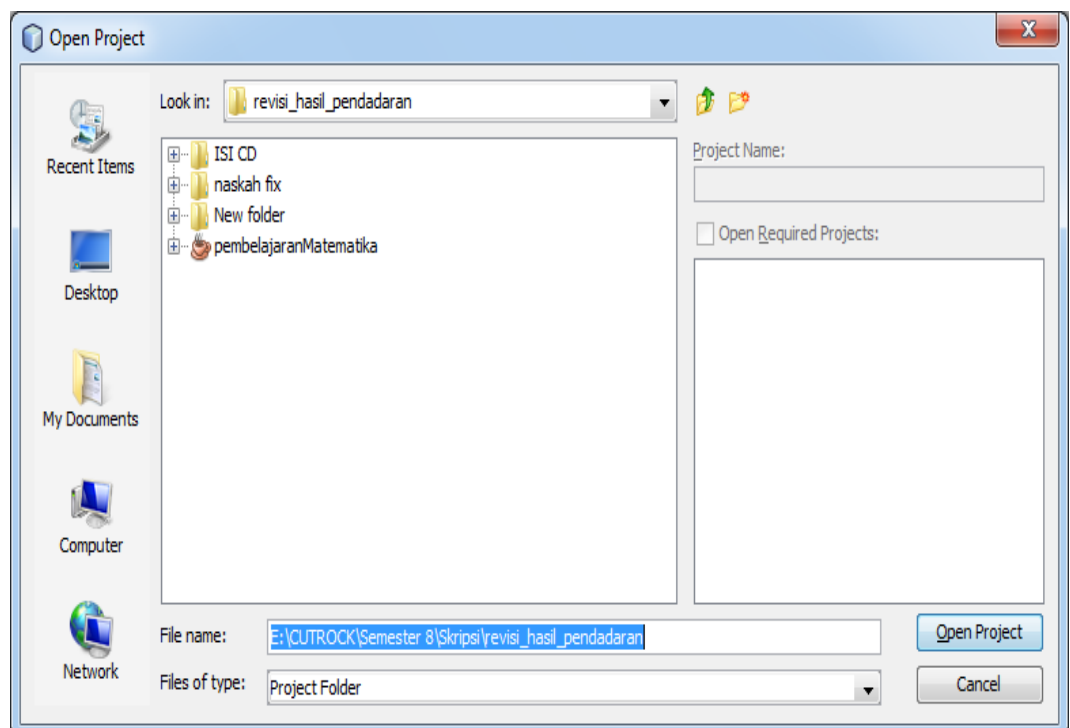 Open Project
Look in: revisi_hasil_pendadaran
Recent Items
Desktop
My Documents
Computer
Network
ISI CD
naskah fix
New folder
pembelajaranMatematika
Project Name:
Open Required Projects:
File name: E:\CUTROCK\Semester 8\Skripsi\revisi_hasil_pendadaran
Open Project
Files of type: Project Folder
Cancel